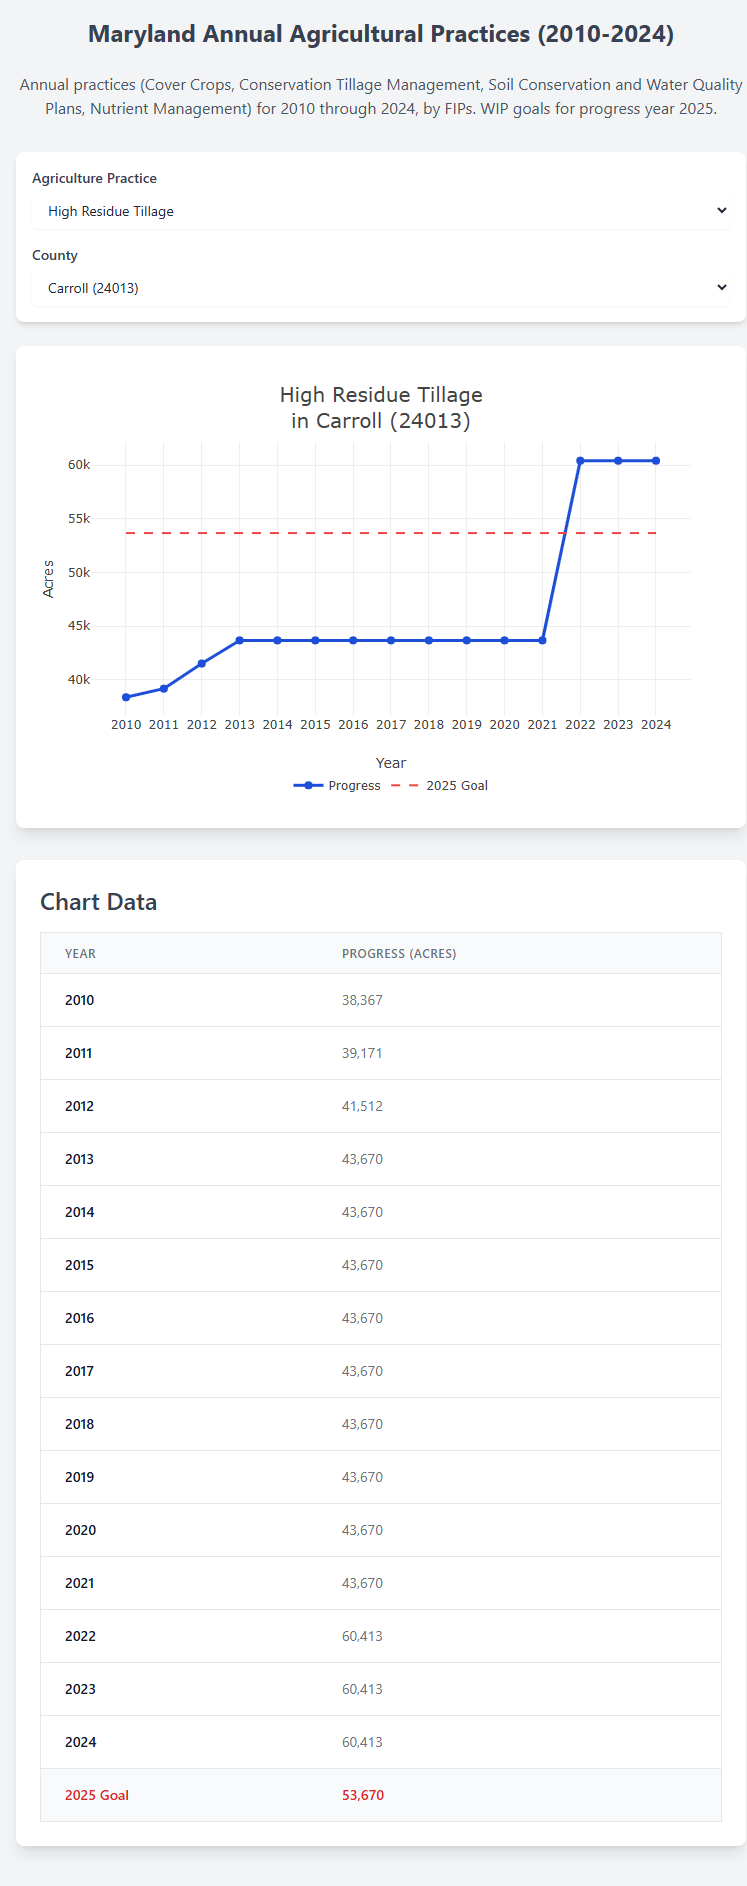 Maryland Annual Agricultural Practices (2010-2024)
Annual practices (Cover Crops, Conservation Tillage Management, Soil Conservation and Water Quality
Plans, Nutrient Management) for 2010 through 2024, by FIPs. WIP goals for progress year 2025.
Agriculture Practice
High Residue Tillage
County
Carroll (24013)
High Residue Tillage
in Carroll (24013)
60k
55k
50k
45k
40k
Acres
2010 2011 2012 2013 2014 2015 2016 2017 2018 2019 2020 2021 2022 2023 2024
Year
Progress 2025 Goal
Chart Data
YEAR PROGRESS (ACRES)
2010 38,367
2011 39,171
2012 41,512
2013 43,670
2014 43,670
2015 43,670
2016 43,670
2017 43,670
2018 43,670
2019 43,670
2020 43,670
2021 43,670
2022 60,413
2023 60,413
2024 60,413
2025 Goal 53,670